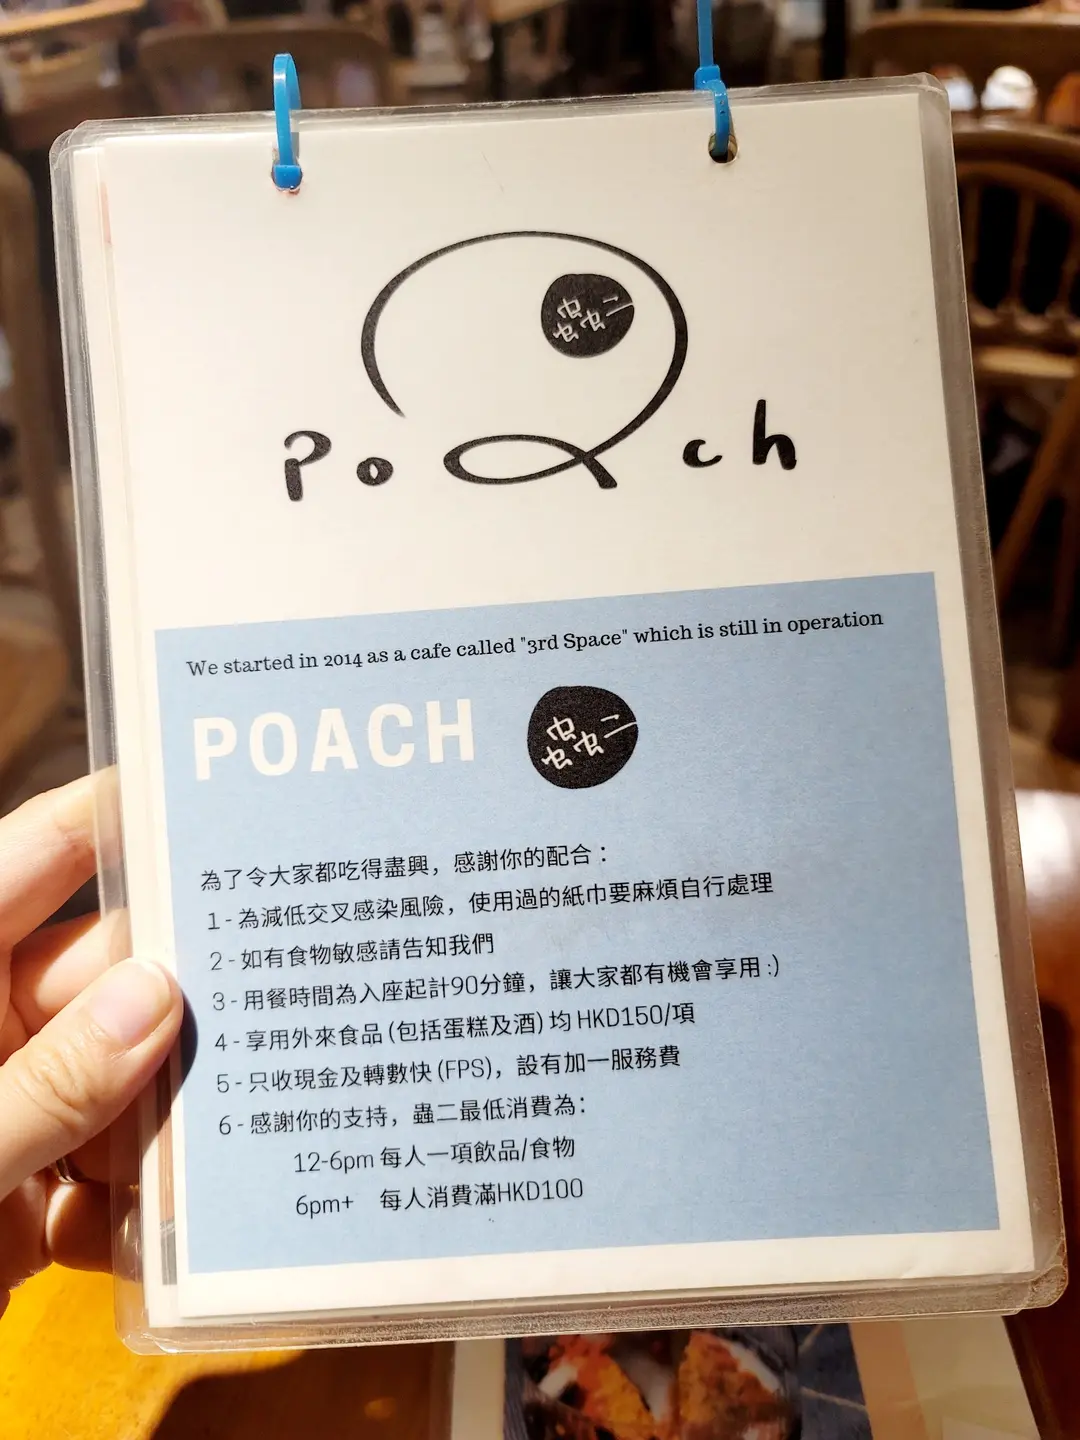 蟲二
Poach
We started in 2014 as a cafe called "3rd Space" which is still in operation
POACH
蟲二
為了令大家都吃得盡興，感謝你的配合：
1 - 為減低交叉感染風險，使用過的紙巾要麻煩自行處理
2 - 如有食物敏感請告知我們
3 - 用餐時間為入座起計90分鐘，讓大家都有機會享用 :)
4 - 享用外來食品 (包括蛋糕及酒) 均 HKD150/項
5 - 只收現金及轉數快 (FPS)，設有加一服務費
6 - 感謝你的支持，蟲二最低消費為：
12-6pm 每人一項飲品/食物
6pm+ 每人消費滿HKD100